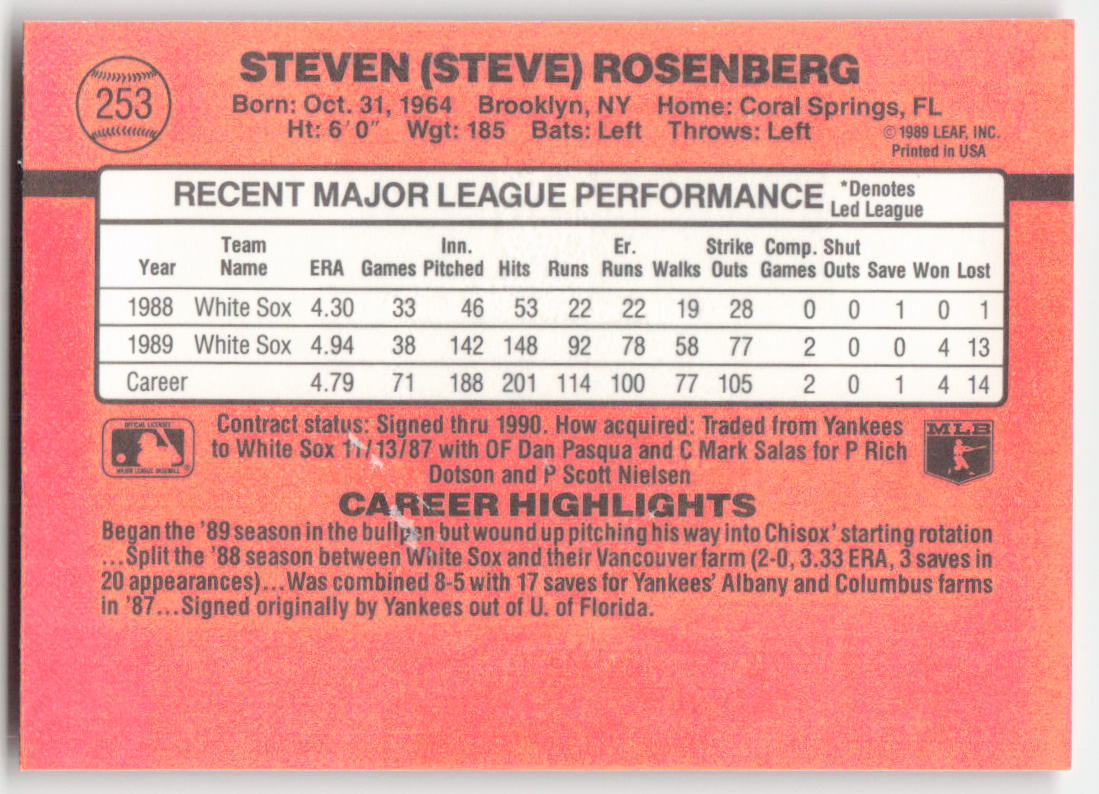 253
STEVEN (STEVE) ROSENBERG
Born: Oct. 31, 1964 Brooklyn, NY Home: Coral Springs, FL
Ht: 6´0˝ Wgt: 185 Bats: Left Throws: Left
© 1989 LEAF, INC.
Printed in USA
RECENT MAJOR LEAGUE PERFORMANCE *Denotes Led League
Year Team Name ERA Games Inn. Pitched Hits Runs Er. Runs Walks Strike Outs Comp. Games Shut Outs Save Won Lost
1988 White Sox 4.30 33 46 53 22 22 19 28 0 0 1 0 1
1989 White Sox 4.94 38 142 148 92 78 58 77 2 0 0 4 13
Career 4.79 71 188 201 114 100 77 105 2 0 1 4 14
OFFICIAL LICENSEE
MAJOR LEAGUE BASEBALL
Contract status: Signed thru 1990. How acquired: Traded from Yankees
to White Sox 11/13/87 with OF Dan Pasqua and C Mark Salas for P Rich
Dotson and P Scott Nielsen
MLB
CAREER HIGHLIGHTS
Began the ’89 season in the bullpen but wound up pitching his way into Chisox’ starting rotation
...Split the ’88 season between White Sox and their Vancouver farm (2-0, 3.33 ERA, 3 saves in
20 appearances)...Was combined 8-5 with 17 saves for Yankees’ Albany and Columbus farms
in ’87...Signed originally by Yankees out of U. of Florida.